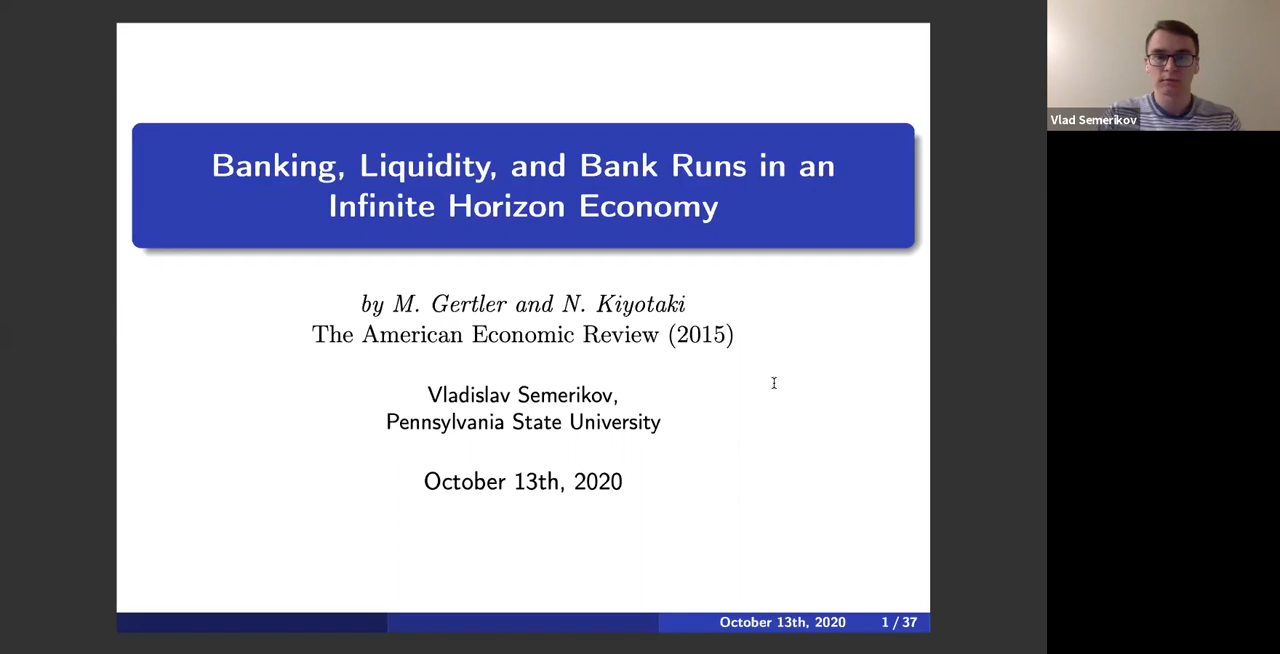 Banking, Liquidity, and Bank Runs in an
Infinite Horizon Economy
by M. Gertler and N. Kiyotaki
The American Economic Review (2015)
Vladislav Semerikov,
Pennsylvania State University
October 13th, 2020
October 13th, 2020 1 / 37
Vlad Semerikov